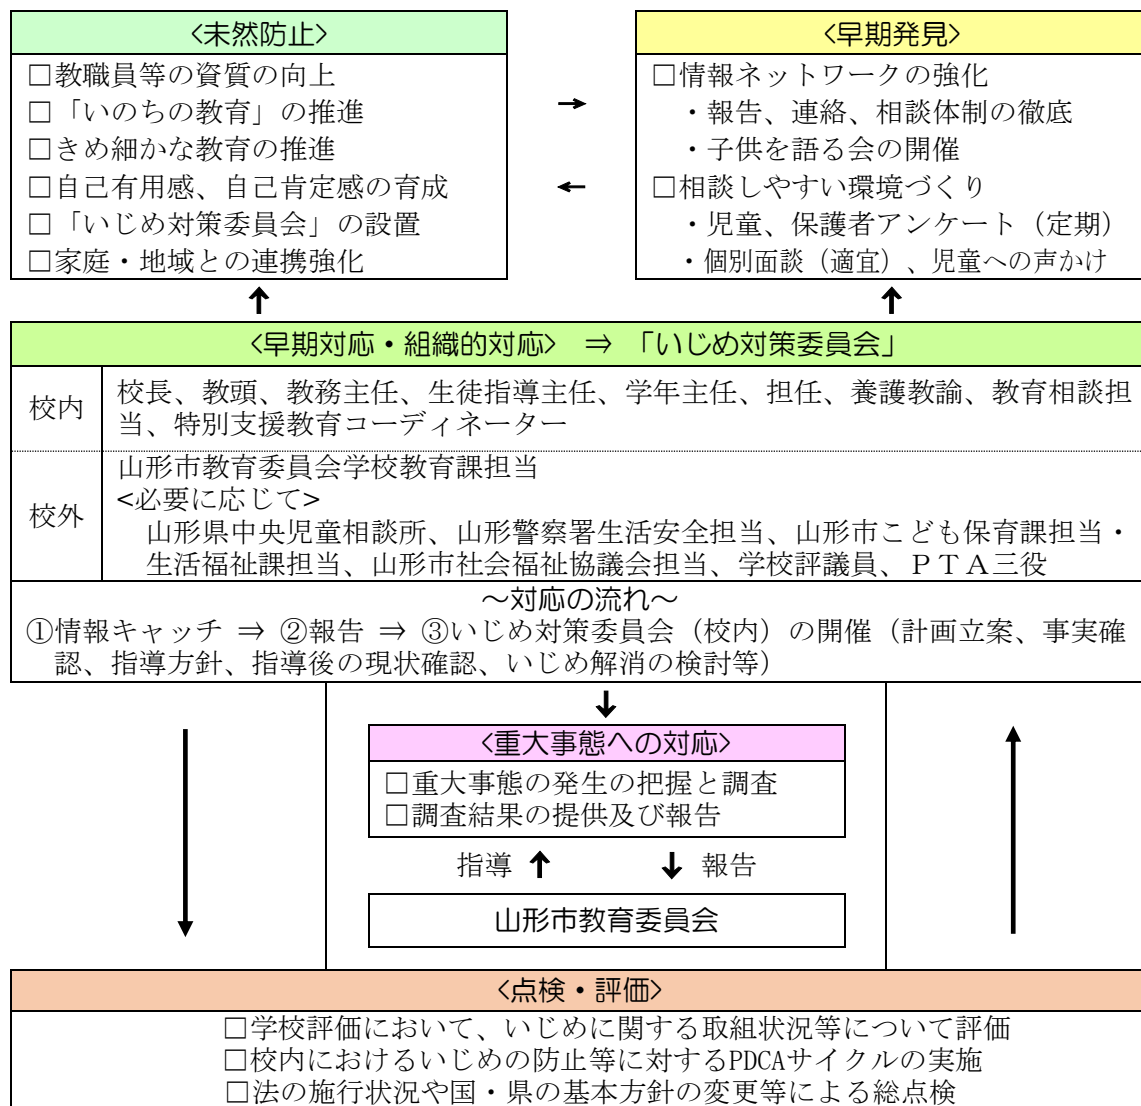 <未然防止>
□教職員等の資質の向上
□「いのちの教育」の推進
□きめ細かな教育の推進
□自己有用感、自己肯定感の育成
□「いじめ対策委員会」の設置
□家庭・地域との連携強化
→
←
<早期発見>
□情報ネットワークの強化
・報告、連絡、相談体制の徹底
・子供を語る会の開催
□相談しやすい環境づくり
・児童、保護者アンケート（定期）
・個別面談（適宜）、児童への声かけ
↑ ↑
<早期対応・組織的対応> ⇒ 「いじめ対策委員会」
校内
校長、教頭、教務主任、生徒指導主任、学年主任、担任、養護教諭、教育相談担
当、特別支援教育コーディネーター
校外
山形市教育委員会学校教育課担当
<必要に応じて>
山形県中央児童相談所、山形警察署生活安全担当、山形市こども保育課担当・
生活福祉課担当、山形市社会福祉協議会担当、学校評議員、ＰＴＡ三役
～対応の流れ～
①情報キャッチ ⇒ ②報告 ⇒ ③いじめ対策委員会（校内）の開催（計画立案、事実確
認、指導方針、指導後の現状確認、いじめ解消の検討等）
↓
<重大事態への対応>
□重大事態の発生の把握と調査
□調査結果の提供及び報告
指導 ↑ ↓ 報告
山形市教育委員会
<点検・評価>
□学校評価において、いじめに関する取組状況等について評価
□校内におけるいじめの防止等に対するPDCAサイクルの実施
□法の施行状況や国・県の基本方針の変更等による総点検